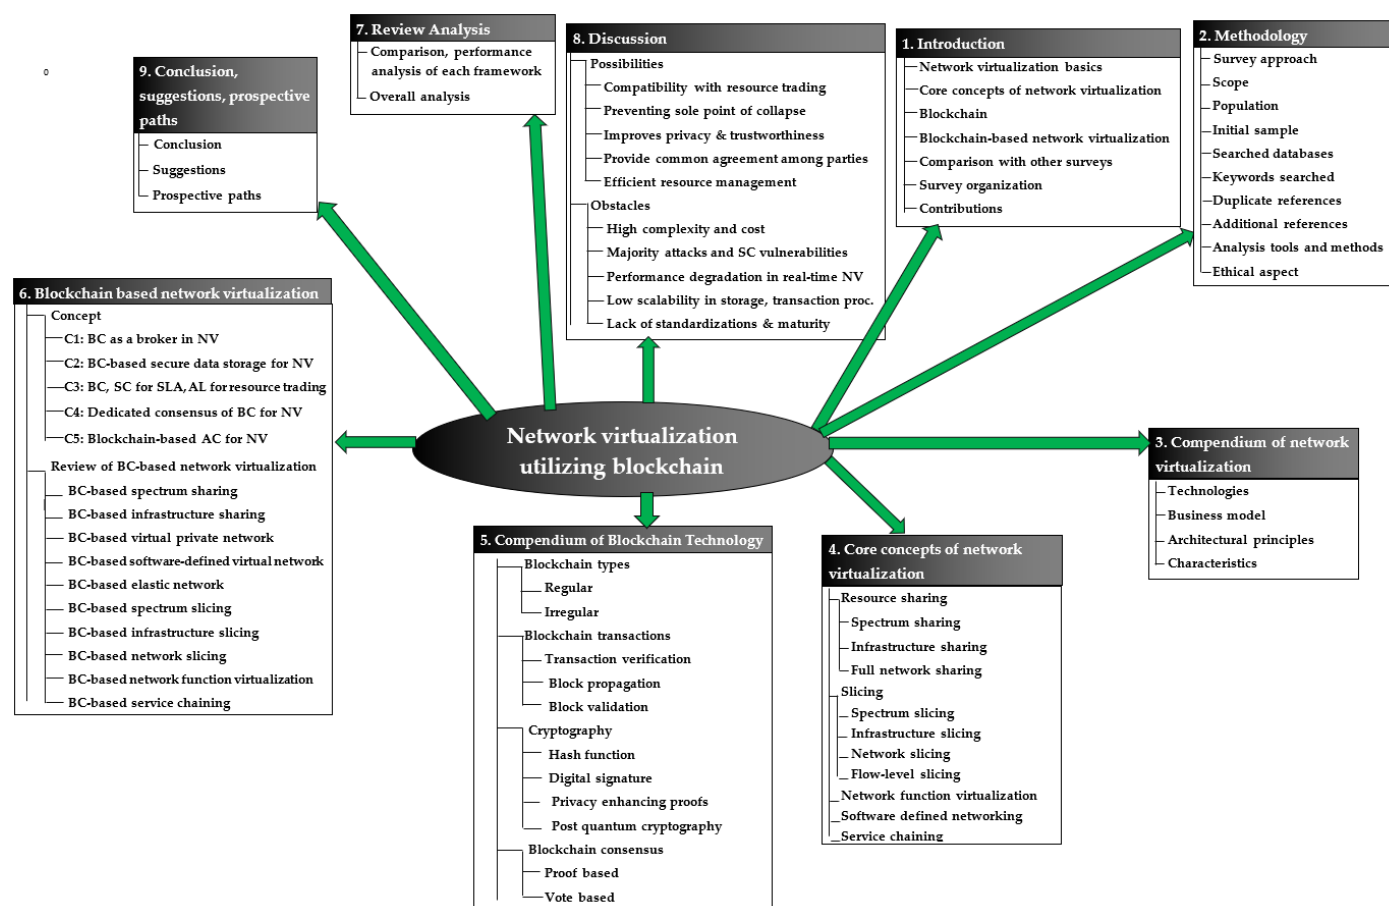 7. Review Analysis
Comparison, performance
analysis of each framework
Overall analysis
8. Discussion
Possibilities
Compatibility with resource trading
Preventing sole point of collapse
Improves privacy & trustworthiness
Provide common agreement among parties
Efficient resource management
Obstacles
High complexity and cost
Majority attacks and SC vulnerabilities
Performance degradation in real-time NV
Low scalability in storage, transaction proc.
Lack of standardizations & maturity
1. Introduction
Network virtualization basics
Core concepts of network virtualization
Blockchain
Blockchain-based network virtualization
Comparison with other surveys
Survey organization
Contributions
2. Methodology
Survey approach
Scope
Population
Initial sample
Searched databases
Keywords searched
Duplicate references
Additional references
Analysis tools and methods
Ethical aspect
o
9. Conclusion,
suggestions, prospective
paths
Conclusion
Suggestions
Prospective paths
6. Blockchain based network virtualization
Concept
C1: BC as a broker in NV
C2: BC-based secure data storage for NV
C3: BC, SC for SLA, AL for resource trading
C4: Dedicated consensus of BC for NV
C5: Blockchain-based AC for NV
Review of BC-based network virtualization
BC-based spectrum sharing
BC-based infrastructure sharing
BC-based virtual private network
BC-based software-defined virtual network
BC-based elastic network
BC-based spectrum slicing
BC-based infrastructure slicing
BC-based network slicing
BC-based network function virtualization
BC-based service chaining
Network virtualization
utilizing blockchain
3. Compendium of network
virtualization
Technologies
Business model
Architectural principles
Characteristics
5. Compendium of Blockchain Technology
Blockchain types
Regular
Irregular
Blockchain transactions
Transaction verification
Block propagation
Block validation
Cryptography
Hash function
Digital signature
Privacy enhancing proofs
Post quantum cryptography
Blockchain consensus
Proof based
Vote based
4. Core concepts of network
virtualization
Resource sharing
Spectrum sharing
Infrastructure sharing
Full network sharing
Slicing
Spectrum slicing
Infrastructure slicing
Network slicing
Flow-level slicing
Network function virtualization
Software defined networking
Service chaining